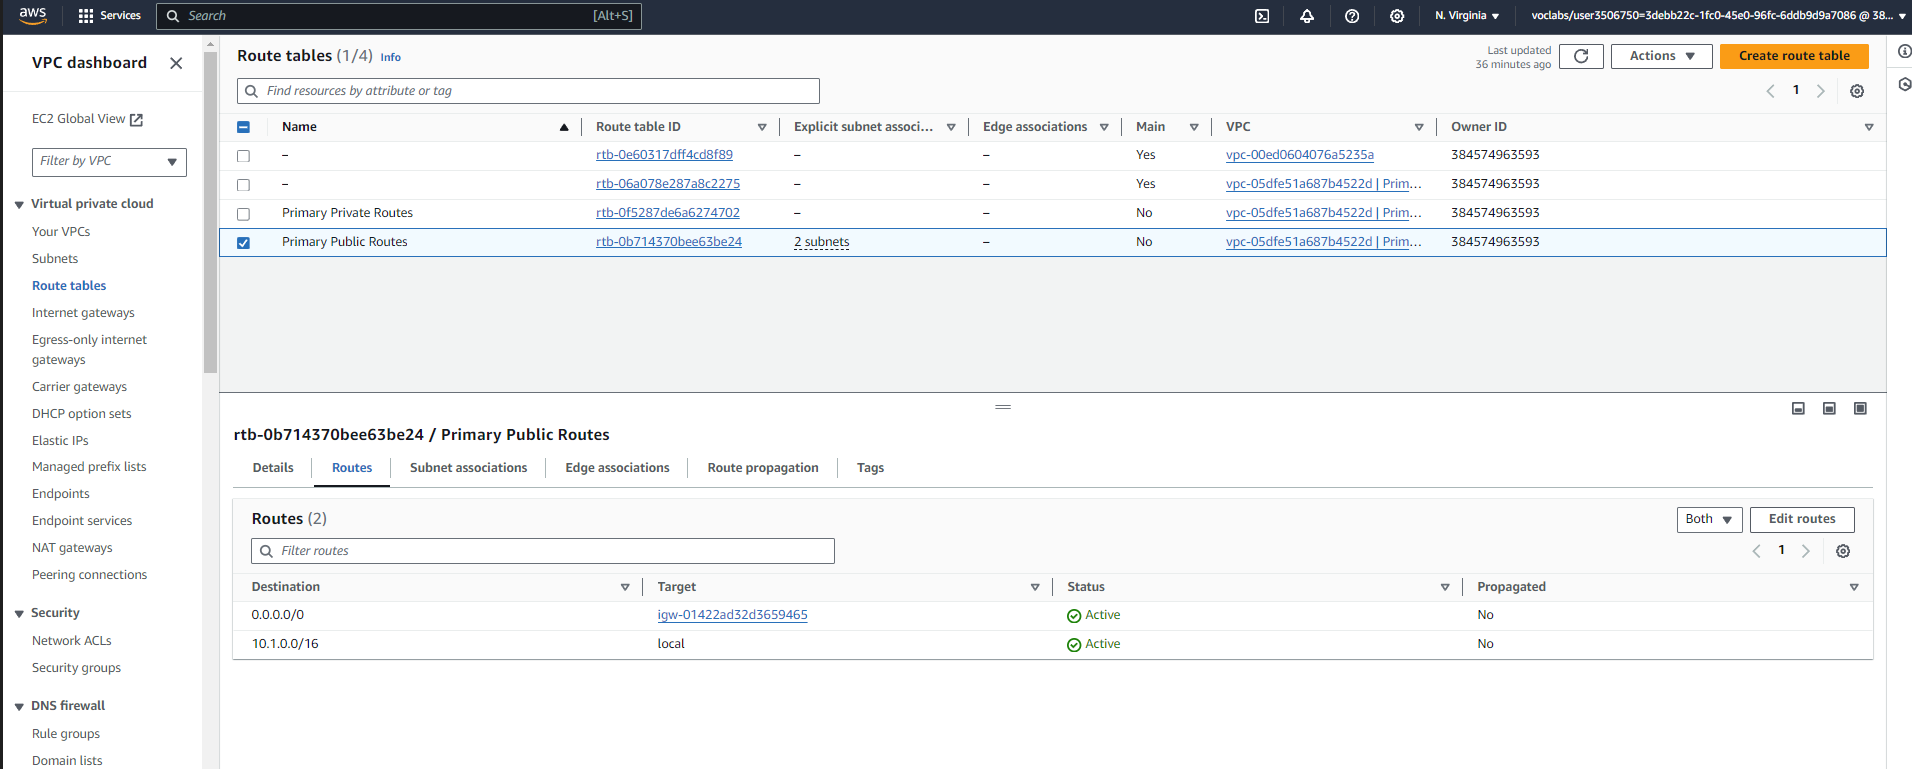 aws Services Search [Alt+S] N. Virginia voclabs/user3506750=3debb22c-1fc0-45e0-96fc-6ddb9d9a7086 @ 38...
VPC dashboard
EC2 Global View
Filter by VPC
Virtual private cloud
Your VPCs
Subnets
Route tables
Internet gateways
Egress-only internet
gateways
Carrier gateways
DHCP option sets
Elastic IPs
Managed prefix lists
Endpoints
Endpoint services
NAT gateways
Peering connections
Security
Network ACLs
Security groups
DNS firewall
Rule groups
Domain lists
Route tables (1/4) Info
Last updated
36 minutes ago
Actions
Create route table
Find resources by attribute or tag
1
Name Route table ID Explicit subnet associ... Edge associations Main VPC Owner ID
– rtb-0e60317dff4cd8f89 – – Yes vpc-00ed0604076a5235a 384574963593
– rtb-06a078e287a8c2275 – – Yes vpc-05dfe51a687b4522d | Prim... 384574963593
Primary Private Routes rtb-0f5287de6a6274702 – – No vpc-05dfe51a687b4522d | Prim... 384574963593
Primary Public Routes rtb-0b714370bee63be24 2 subnets – No vpc-05dfe51a687b4522d | Prim... 384574963593
rtb-0b714370bee63be24 / Primary Public Routes
Details Routes Subnet associations Edge associations Route propagation Tags
Routes (2)
Both
Edit routes
Filter routes
1
Destination Target Status Propagated
0.0.0.0/0 igw-01422ad32d3659465 Active No
10.1.0.0/16 local Active No